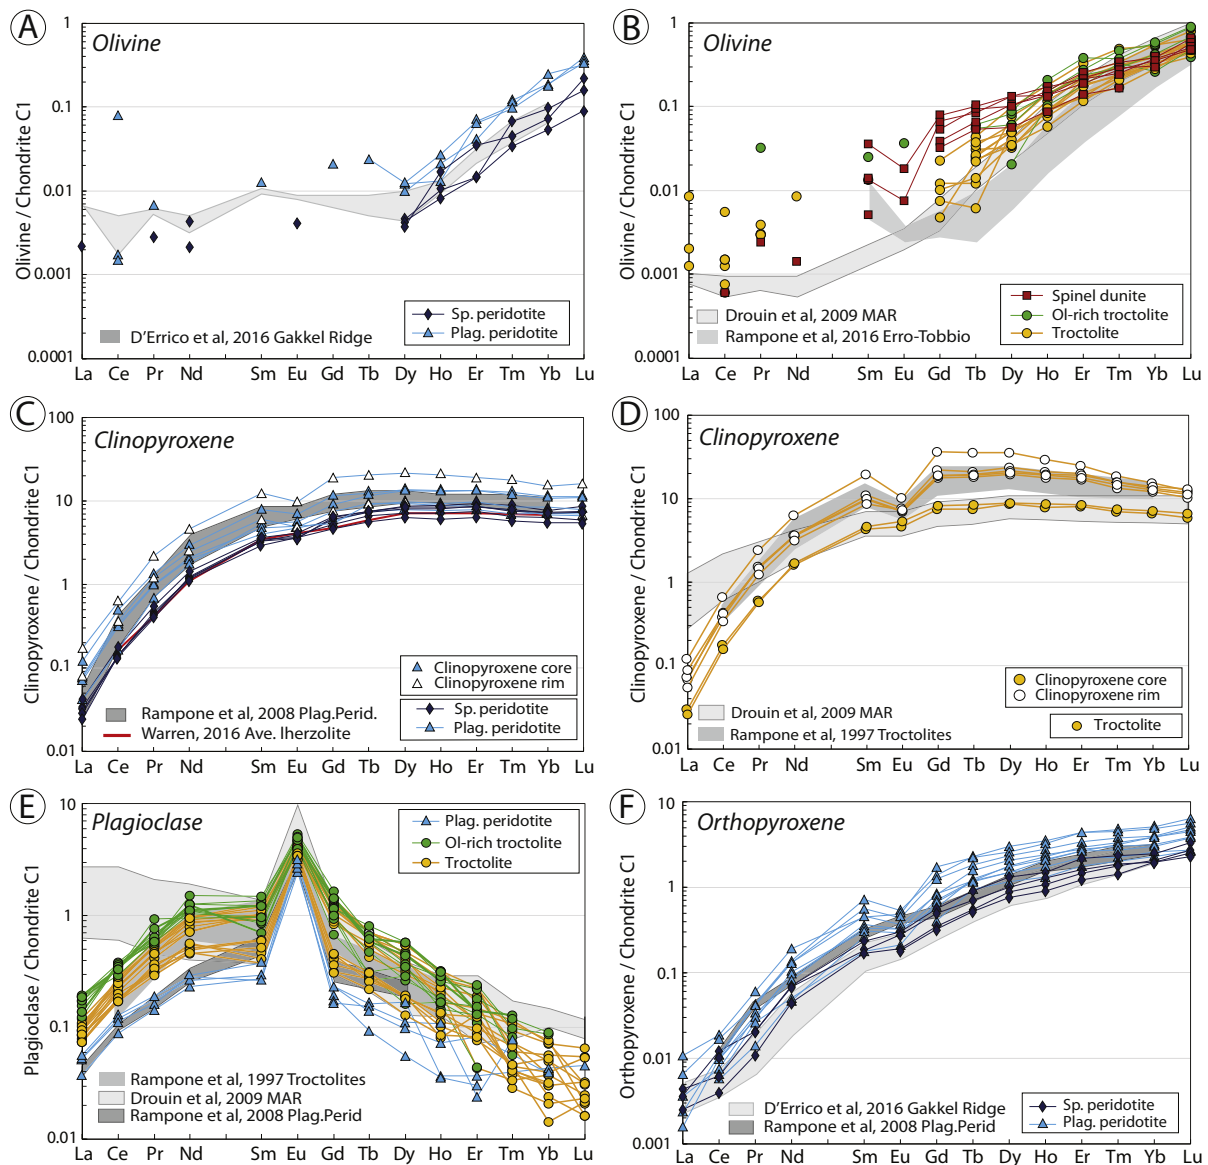 A
Olivine
Olivine / Chondrite C1
1
0.1
0.01
0.001
0.0001
Sp. peridotite
Plag. peridotite
D'Errico et al, 2016 Gakkel Ridge
La Ce Pr Nd Sm Eu Gd Tb Dy Ho Er Tm Yb Lu
B
Olivine
Olivine / Chondrite C1
1
0.1
0.01
0.001
0.0001
Spinel dunite
Ol-rich troctolite
Troctolite
Drouin et al, 2009 MAR
Rampone et al, 2016 Erro-Tobbio
La Ce Pr Nd Sm Eu Gd Tb Dy Ho Er Tm Yb Lu
C
Clinopyroxene
Clinopyroxene / Chondrite C1
100
10
1
0.1
0.01
Clinopyroxene core
Clinopyroxene rim
Sp. peridotite
Plag. peridotite
Rampone et al, 2008 Plag.Perid.
Warren, 2016 Ave. lherzolite
La Ce Pr Nd Sm Eu Gd Tb Dy Ho Er Tm Yb Lu
D
Clinopyroxene
Clinopyroxene / Chondrite C1
100
10
1
0.1
0.01
Clinopyroxene core
Clinopyroxene rim
Troctolite
Drouin et al, 2009 MAR
Rampone et al, 1997 Troctolites
La Ce Pr Nd Sm Eu Gd Tb Dy Ho Er Tm Yb Lu
E
Plagioclase
Plagioclase / Chondrite C1
10
1
0.1
0.01
Plag. peridotite
Ol-rich troctolite
Troctolite
Rampone et al, 1997 Troctolites
Drouin et al, 2009 MAR
Rampone et al, 2008 Plag.Perid
La Ce Pr Nd Sm Eu Gd Tb Dy Ho Er Tm Yb Lu
F
Orthopyroxene
Orthopyroxene / Chondrite C1
10
1
0.1
0.01
0.001
D'Errico et al, 2016 Gakkel Ridge
Rampone et al, 2008 Plag.Perid
Sp. peridotite
Plag. peridotite
La Ce Pr Nd Sm Eu Gd Tb Dy Ho Er Tm Yb Lu